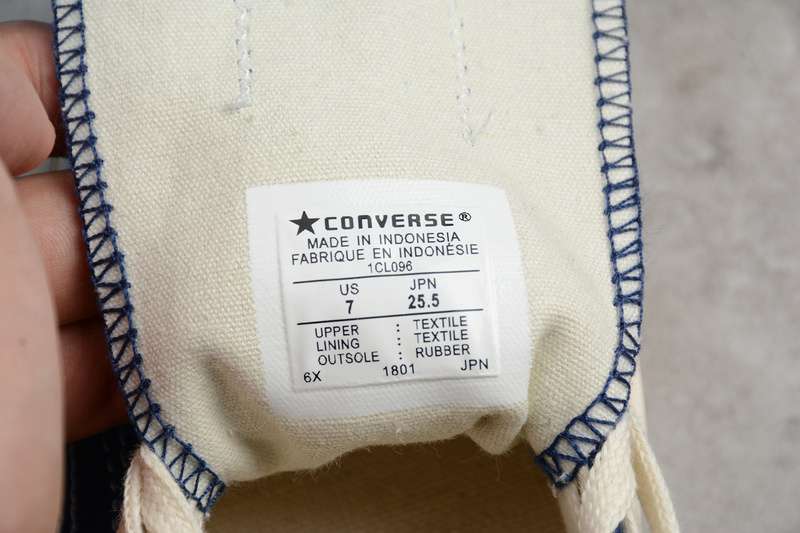 ★CONVERSE®
MADE IN INDONESIA
FABRIQUE EN INDONÉSIE
1CL096
US JPN
7 25.5
UPPER : TEXTILE
LINING : TEXTILE
OUTSOLE : RUBBER
6X 1801 JPN